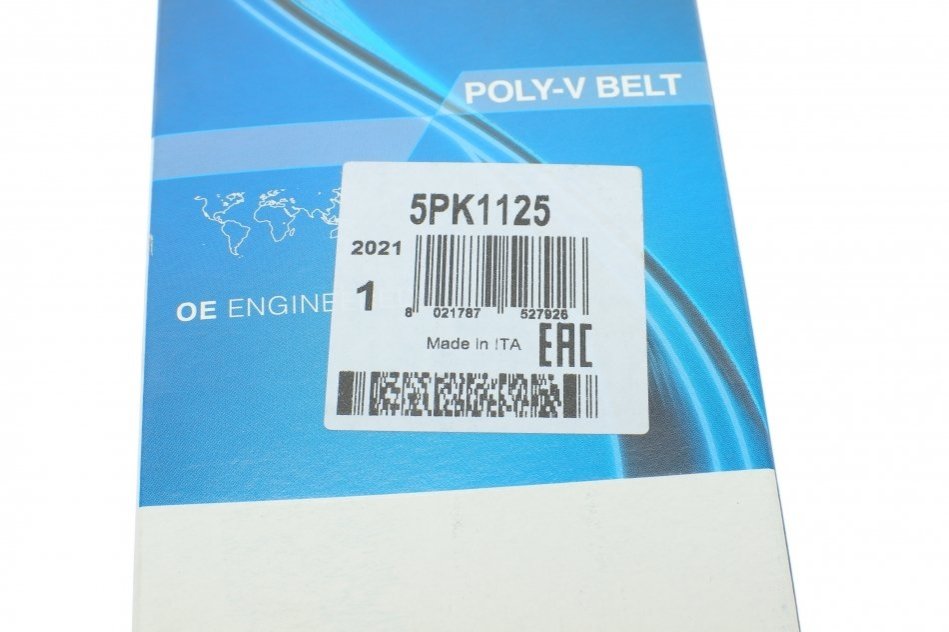 POLY-V BELT
5PK1125
2021
1
8 021787 527926
OE ENGINE
Made in ITA
EAC